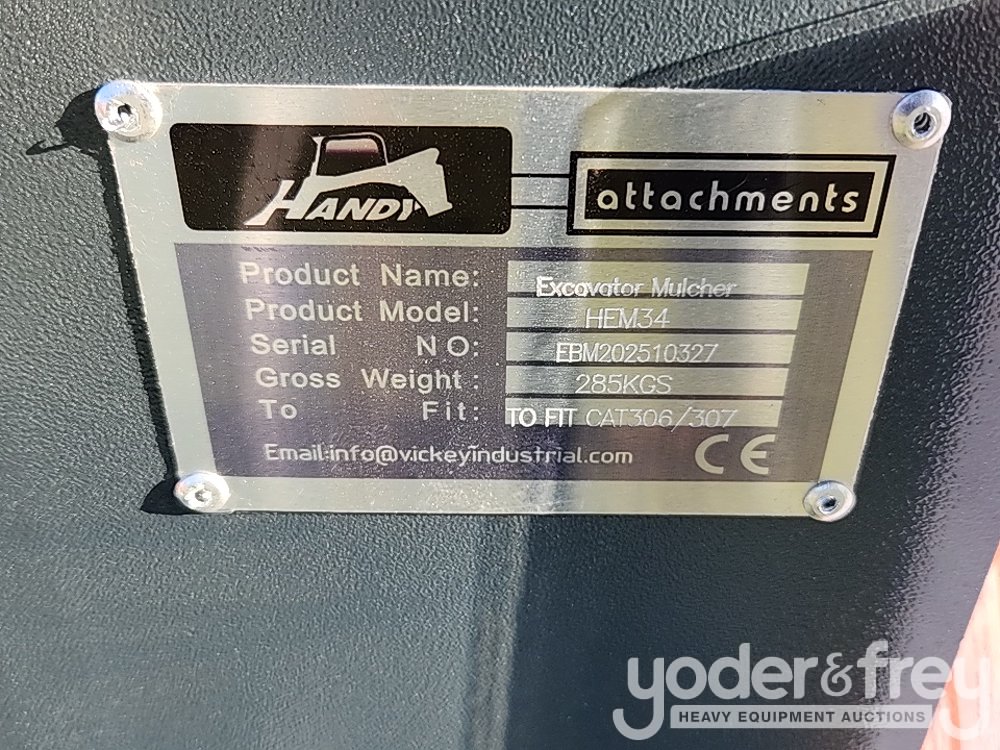 HANDY
attachments
Product Name: Excavator Mulcher
Product Model: HEM34
Serial NO: EBM202510327
Gross Weight: 285KGS
To Fit: TO FIT CAT306/307
Email:info@vickeyindustrial.com
CE
yoder&frey
HEAVY EQUIPMENT AUCTIONS